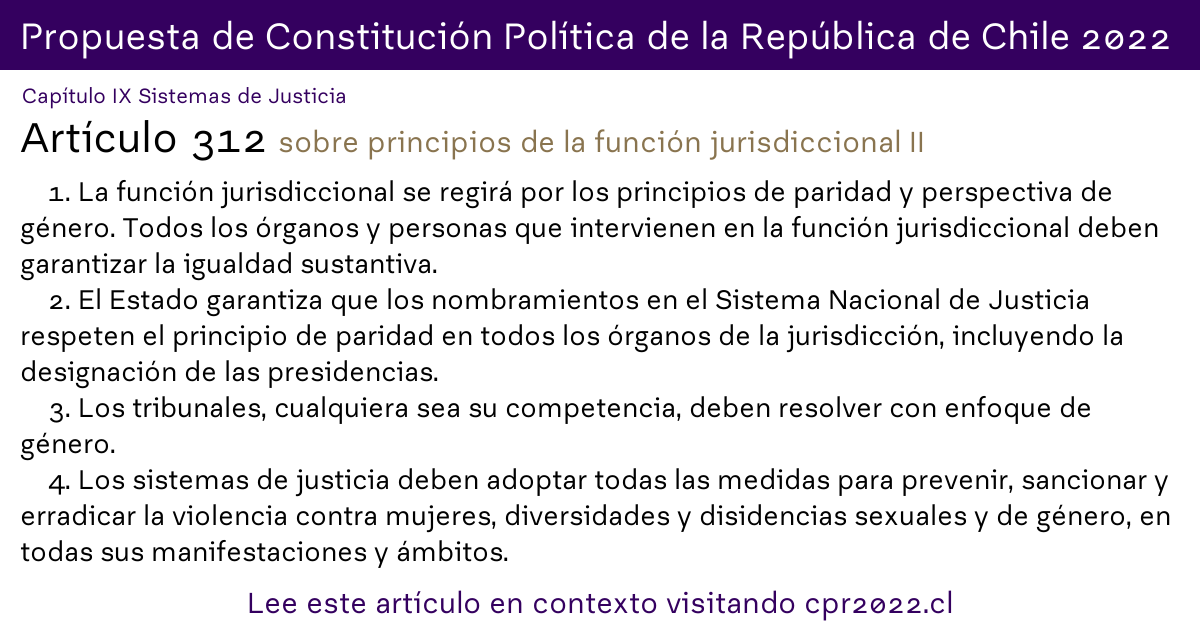 Propuesta de Constitución Política de la República de Chile 2022
Capítulo IX Sistemas de Justicia
Artículo 312 sobre principios de la función jurisdiccional II
1. La función jurisdiccional se regirá por los principios de paridad y perspectiva de
género. Todos los órganos y personas que intervienen en la función jurisdiccional deben
garantizar la igualdad sustantiva.
2. El Estado garantiza que los nombramientos en el Sistema Nacional de Justicia
respeten el principio de paridad en todos los órganos de la jurisdicción, incluyendo la
designación de las presidencias.
3. Los tribunales, cualquiera sea su competencia, deben resolver con enfoque de
género.
4. Los sistemas de justicia deben adoptar todas las medidas para prevenir, sancionar y
erradicar la violencia contra mujeres, diversidades y disidencias sexuales y de género, en
todas sus manifestaciones y ámbitos.
Lee este artículo en contexto visitando cpr2022.cl